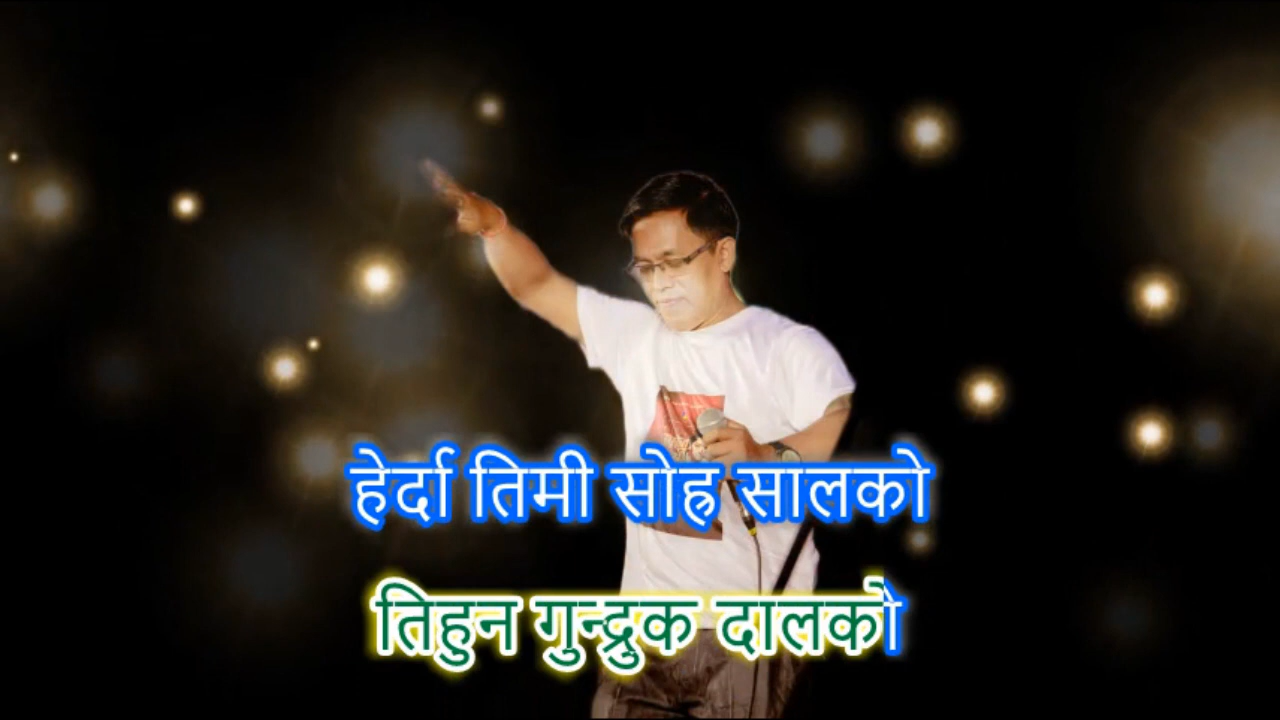 हेर्दा तिमी सोह्र सालको
तिहुन गुन्द्रुक दालको